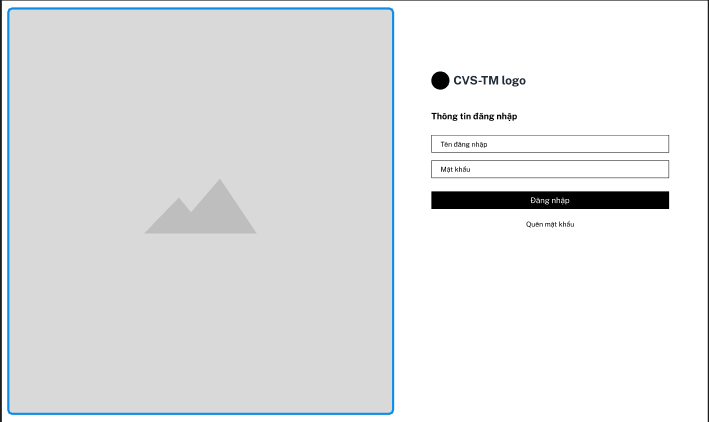 CVS-TM logo
Thông tin đăng nhập
Tên đăng nhập
Mật khẩu
Đăng nhập
Quên mật khẩu